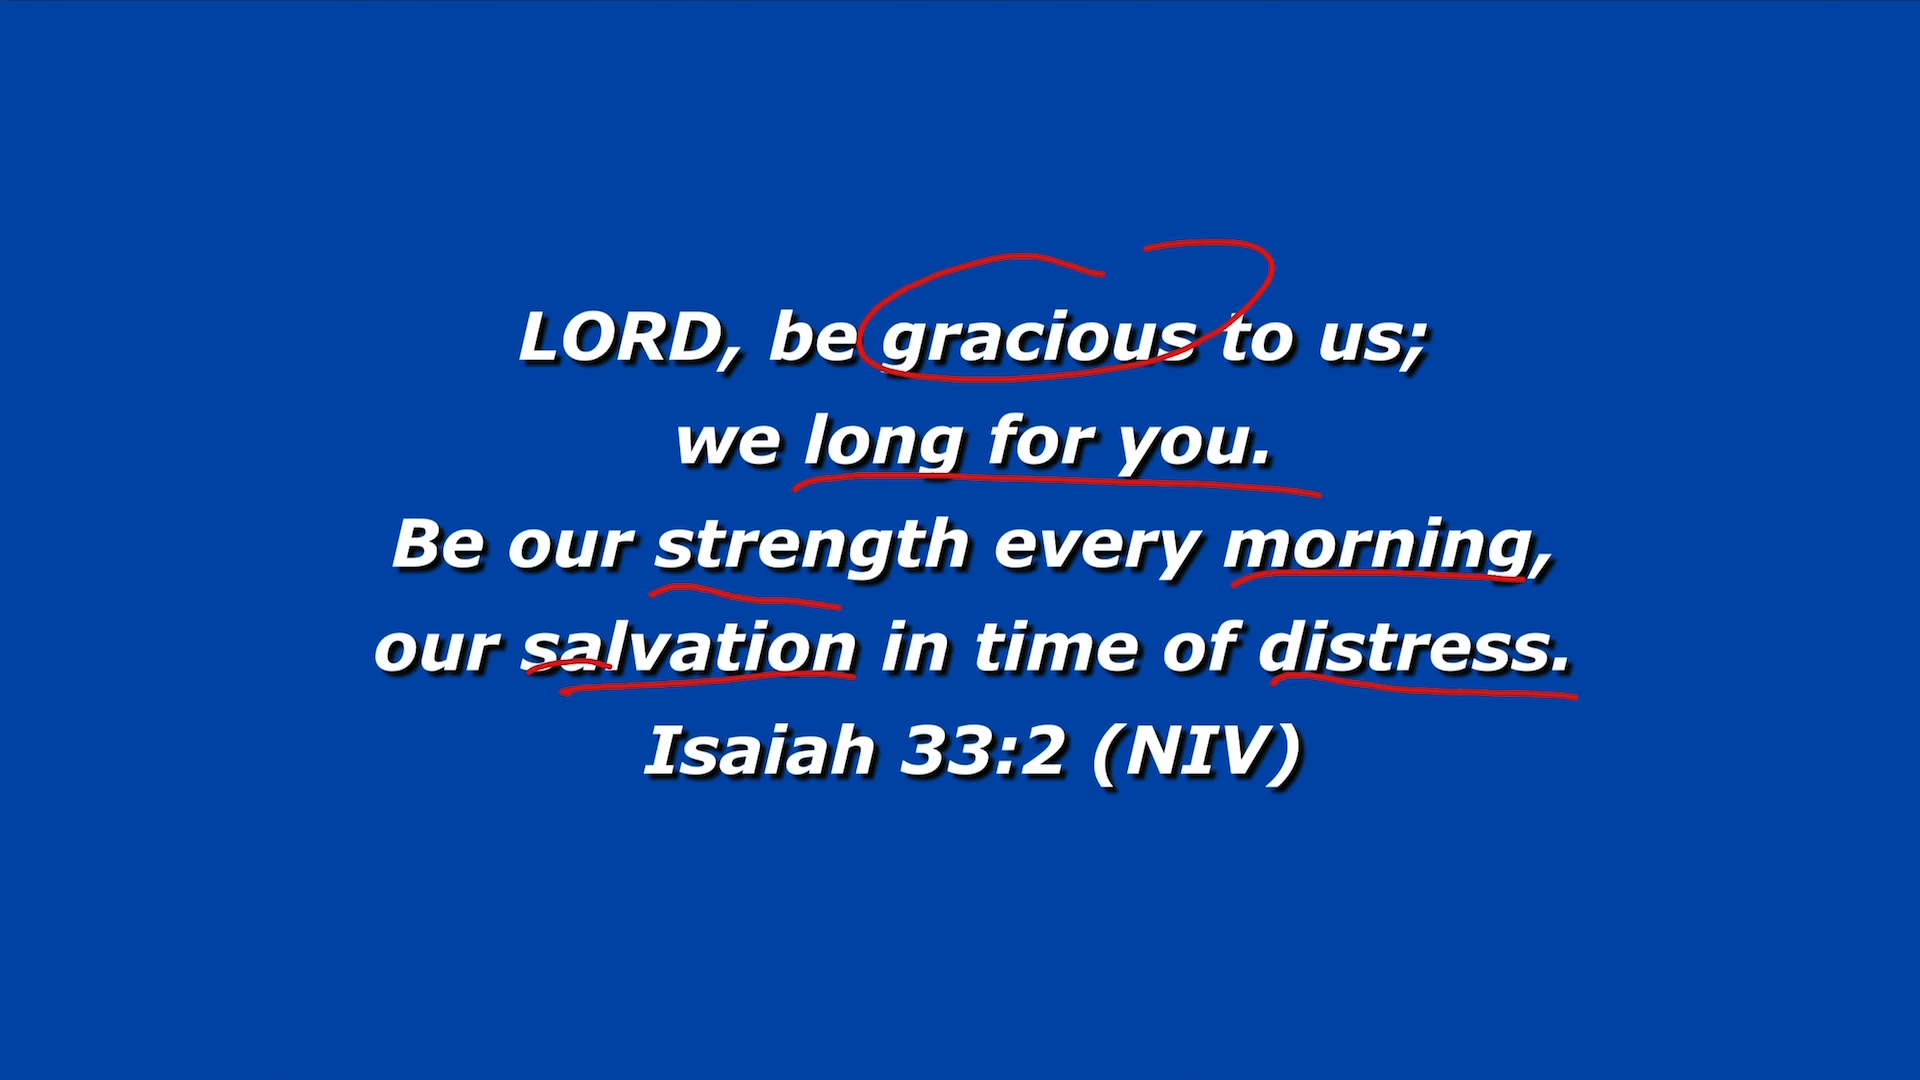 LORD, be gracious to us;
we long for you.
Be our strength every morning,
our salvation in time of distress.
Isaiah 33:2 (NIV)